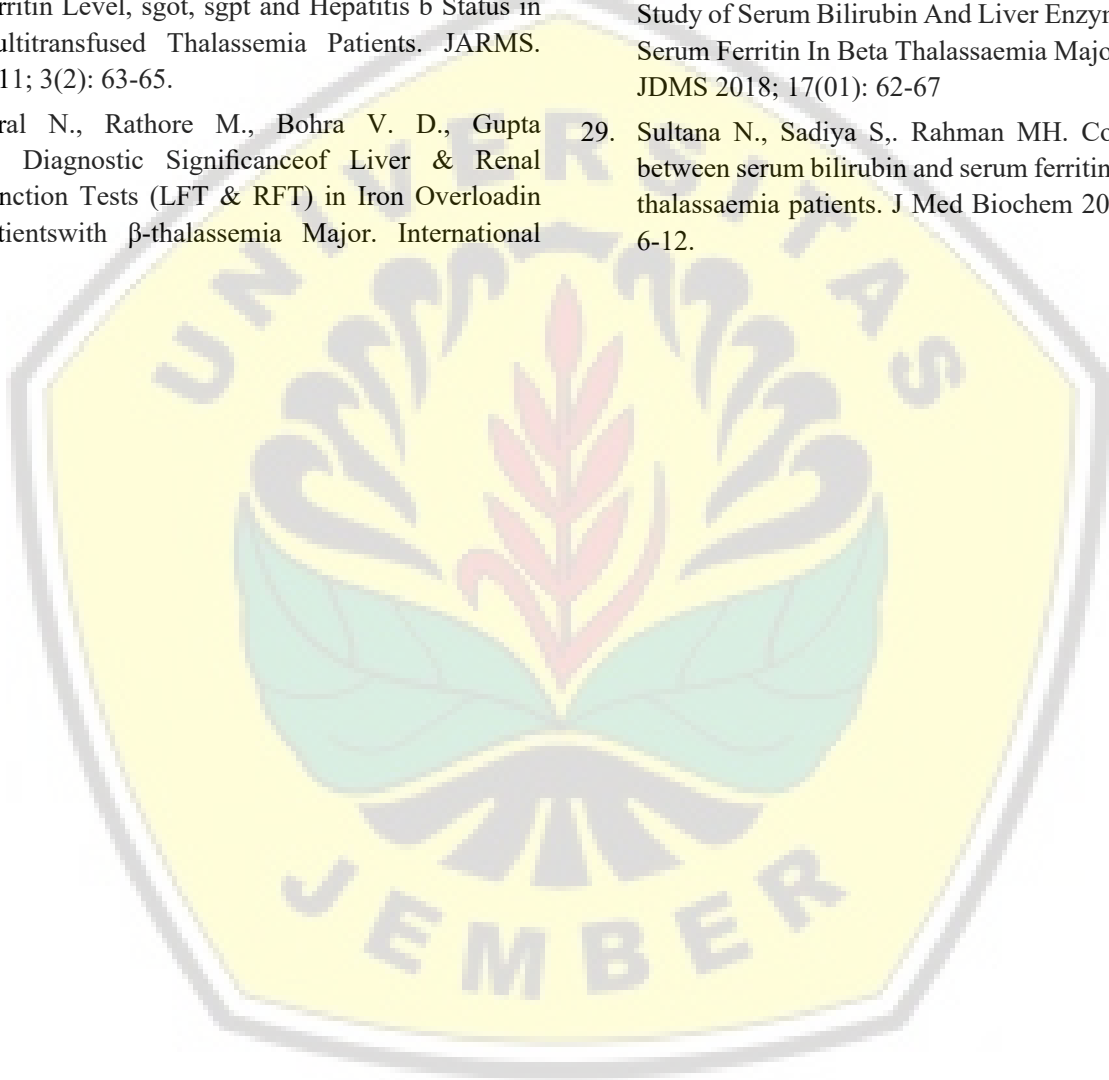 rritin Level, sgot, sgpt and Hepatitis b Status in
ultitransfused Thalassemia Patients. JARMS.
11; 3(2): 63-65.
ral N., Rathore M., Bohra V. D., Gupta
Diagnostic Significanceof Liver & Renal
nction Tests (LFT & RFT) in Iron Overloadin
tientswith β-thalassemia Major. International
Study of Serum Bilirubin And Liver Enzyn
Serum Ferritin In Beta Thalassaemia Majo
JDMS 2018; 17(01): 62-67
29. Sultana N., Sadiya S,. Rahman MH. Co
between serum bilirubin and serum ferritin
thalassaemia patients. J Med Biochem 20
6-12.
UNIVERSITAS
JEMBER